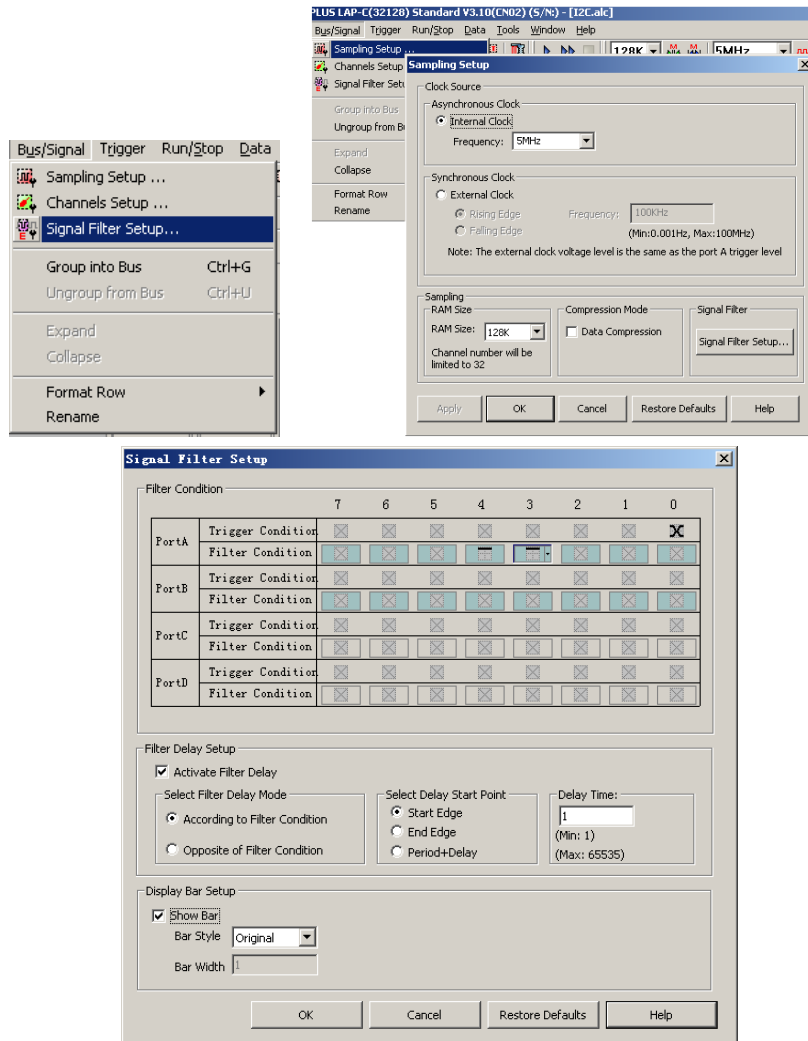 PLUS LAP-C(32128) Standard V3.10(CN02) (S/N:) - [I2C.alc]
Bus/Signal Trigger Run/Stop Data Tools Window Help
Sampling Setup ...
128K 5MHz
Channels Setup
Signal Filter Setu
Group into Bus
Ungroup from Bu
Expand
Collapse
Format Row
Rename
Sampling Setup
Clock Source
Asynchronous Clock
Internal Clock
Frequency: 5MHz
Synchronous Clock
External Clock
Rising Edge Frequency: 100KHz
Falling Edge (Min:0.001Hz, Max:100MHz)
Note: The external clock voltage level is the same as the port A trigger level
Sampling
RAM Size Compression Mode Signal Filter
RAM Size: 128K Data Compression Signal Filter Setup...
Channel number will be
limited to 32
Apply OK Cancel Restore Defaults Help
Bus/Signal Trigger Run/Stop Data
Sampling Setup ...
Channels Setup ...
Signal Filter Setup...
Group into Bus Ctrl+G
Ungroup from Bus Ctrl+U
Expand
Collapse
Format Row
Rename
Signal Filter Setup
Filter Condition
7 6 5 4 3 2 1 0
PortA Trigger Condition
Filter Condition
PortB Trigger Condition
Filter Condition
PortC Trigger Condition
Filter Condition
PortD Trigger Condition
Filter Condition
Filter Delay Setup
Activate Filter Delay
Select Filter Delay Mode Select Delay Start Point Delay Time:
According to Filter Condition Start Edge 1
End Edge (Min: 1)
Opposite of Filter Condition Period+Delay (Max: 65535)
Display Bar Setup
Show Bar
Bar Style Original
Bar Width 1
OK Cancel Restore Defaults Help